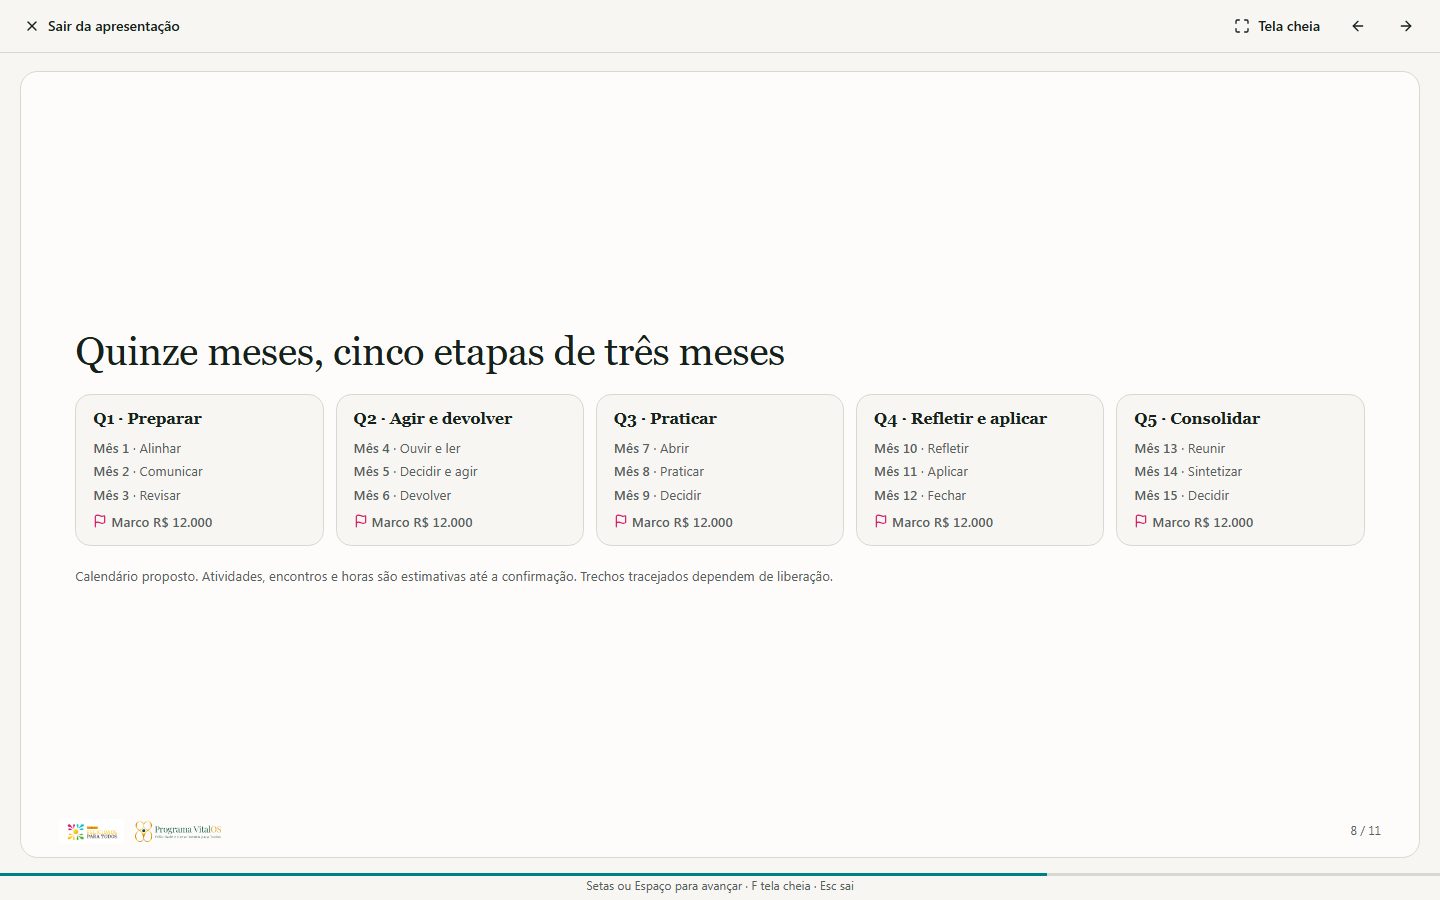 Sair da apresentação
Tela cheia
Quinze meses, cinco etapas de três meses
Q1 · Preparar
Mês 1 · Alinhar
Mês 2 · Comunicar
Mês 3 · Revisar
Marco R$ 12.000
Q2 · Agir e devolver
Mês 4 · Ouvir e ler
Mês 5 · Decidir e agir
Mês 6 · Devolver
Marco R$ 12.000
Q3 · Praticar
Mês 7 · Abrir
Mês 8 · Praticar
Mês 9 · Decidir
Marco R$ 12.000
Q4 · Refletir e aplicar
Mês 10 · Refletir
Mês 11 · Aplicar
Mês 12 · Fechar
Marco R$ 12.000
Q5 · Consolidar
Mês 13 · Reunir
Mês 14 · Sintetizar
Mês 15 · Decidir
Marco R$ 12.000
Calendário proposto. Atividades, encontros e horas são estimativas até a confirmação. Trechos tracejados dependem de liberação.
PARA TODOS
Programa VitalOS
8 / 11
Setas ou Espaço para avançar · F tela cheia · Esc sai